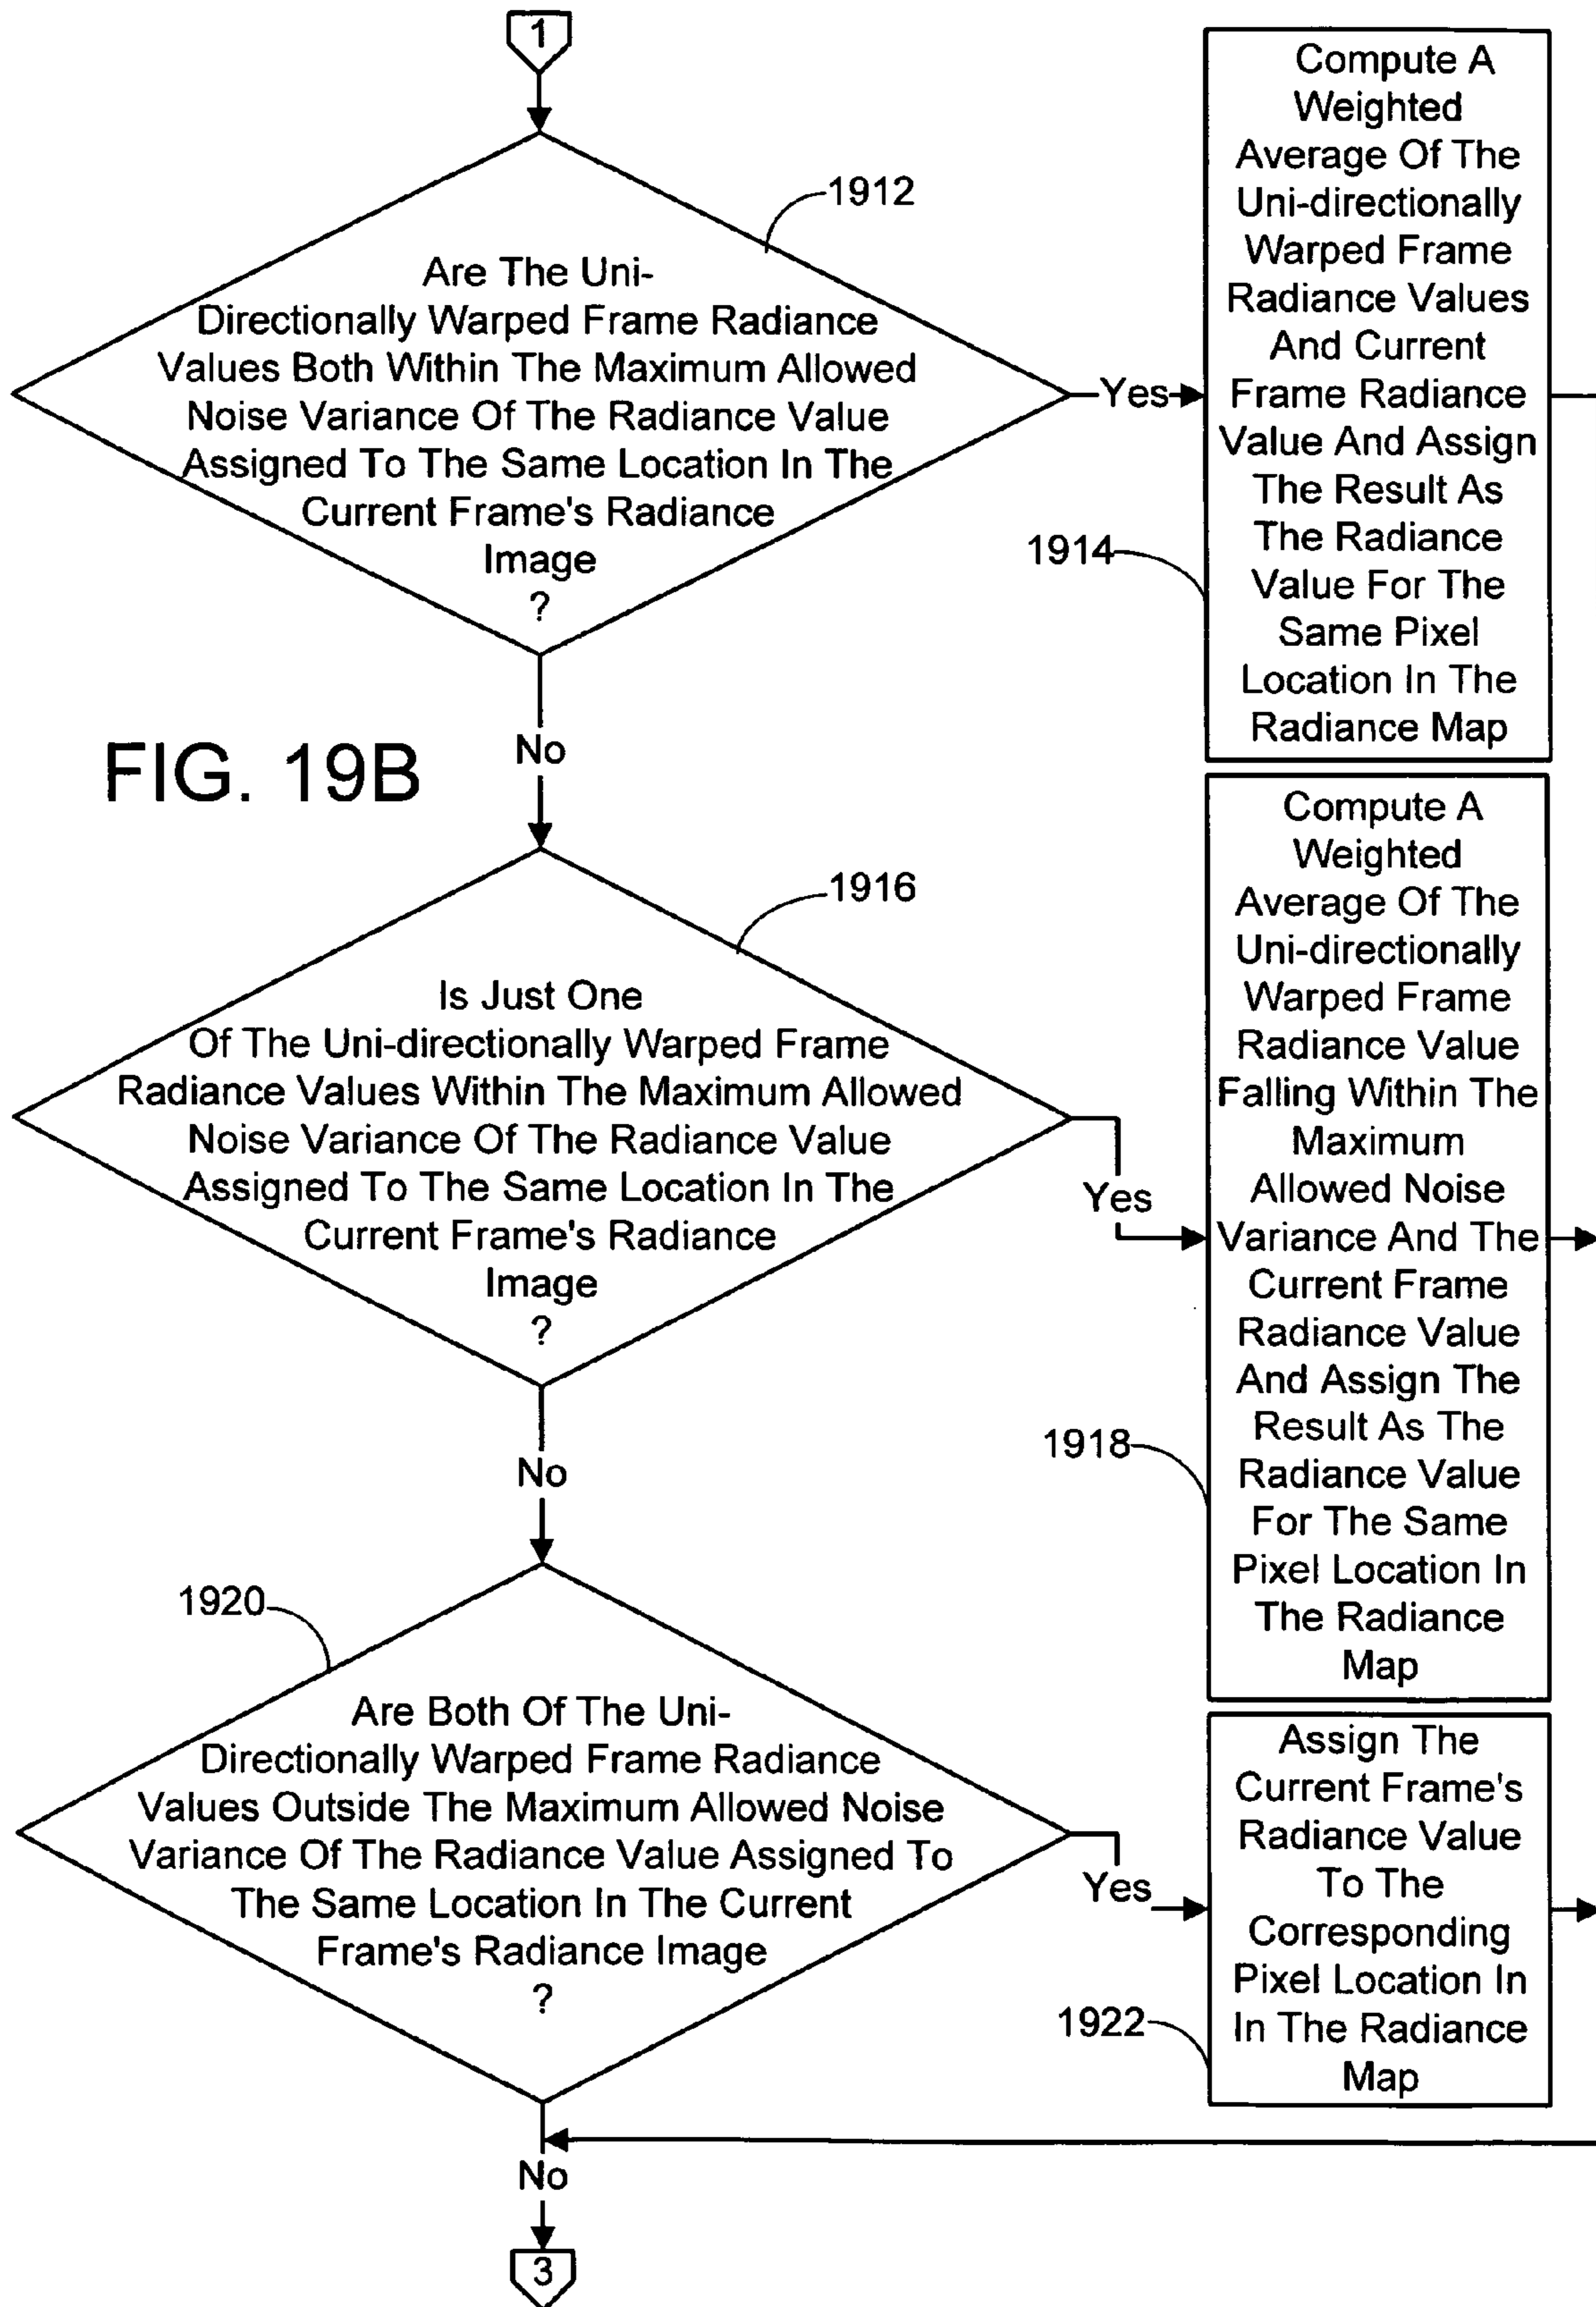 1
1912
Are The Uni-
Directionally Warped Frame Radiance
Values Both Within The Maximum Allowed
Noise Variance Of The Radiance Value
Assigned To The Same Location In The
Current Frame's Radiance
Image
?
Yes
Compute A
Weighted
Average Of The
Uni-directionally
Warped Frame
Radiance Values
And Current
Frame Radiance
Value And Assign
The Result As
The Radiance
Value For The
Same Pixel
Location In The
Radiance Map
1914
No
FIG. 19B
1916
Is Just One
Of The Uni-directionally Warped Frame
Radiance Values Within The Maximum Allowed
Noise Variance Of The Radiance Value
Assigned To The Same Location In The
Current Frame's Radiance
Image
?
Yes
Compute A
Weighted
Average Of The
Uni-directionally
Warped Frame
Radiance Value
Falling Within The
Maximum
Allowed Noise
Variance And The
Current Frame
Radiance Value
And Assign The
Result As The
Radiance Value
For The Same
Pixel Location In
The Radiance
Map
1918
No
1920
Are Both Of The Uni-
Directionally Warped Frame Radiance
Values Outside The Maximum Allowed Noise
Variance Of The Radiance Value Assigned To
The Same Location In The Current
Frame's Radiance Image
?
Yes
Assign The
Current Frame's
Radiance Value
To The
Corresponding
Pixel Location In
In The Radiance
Map
1922
No
3